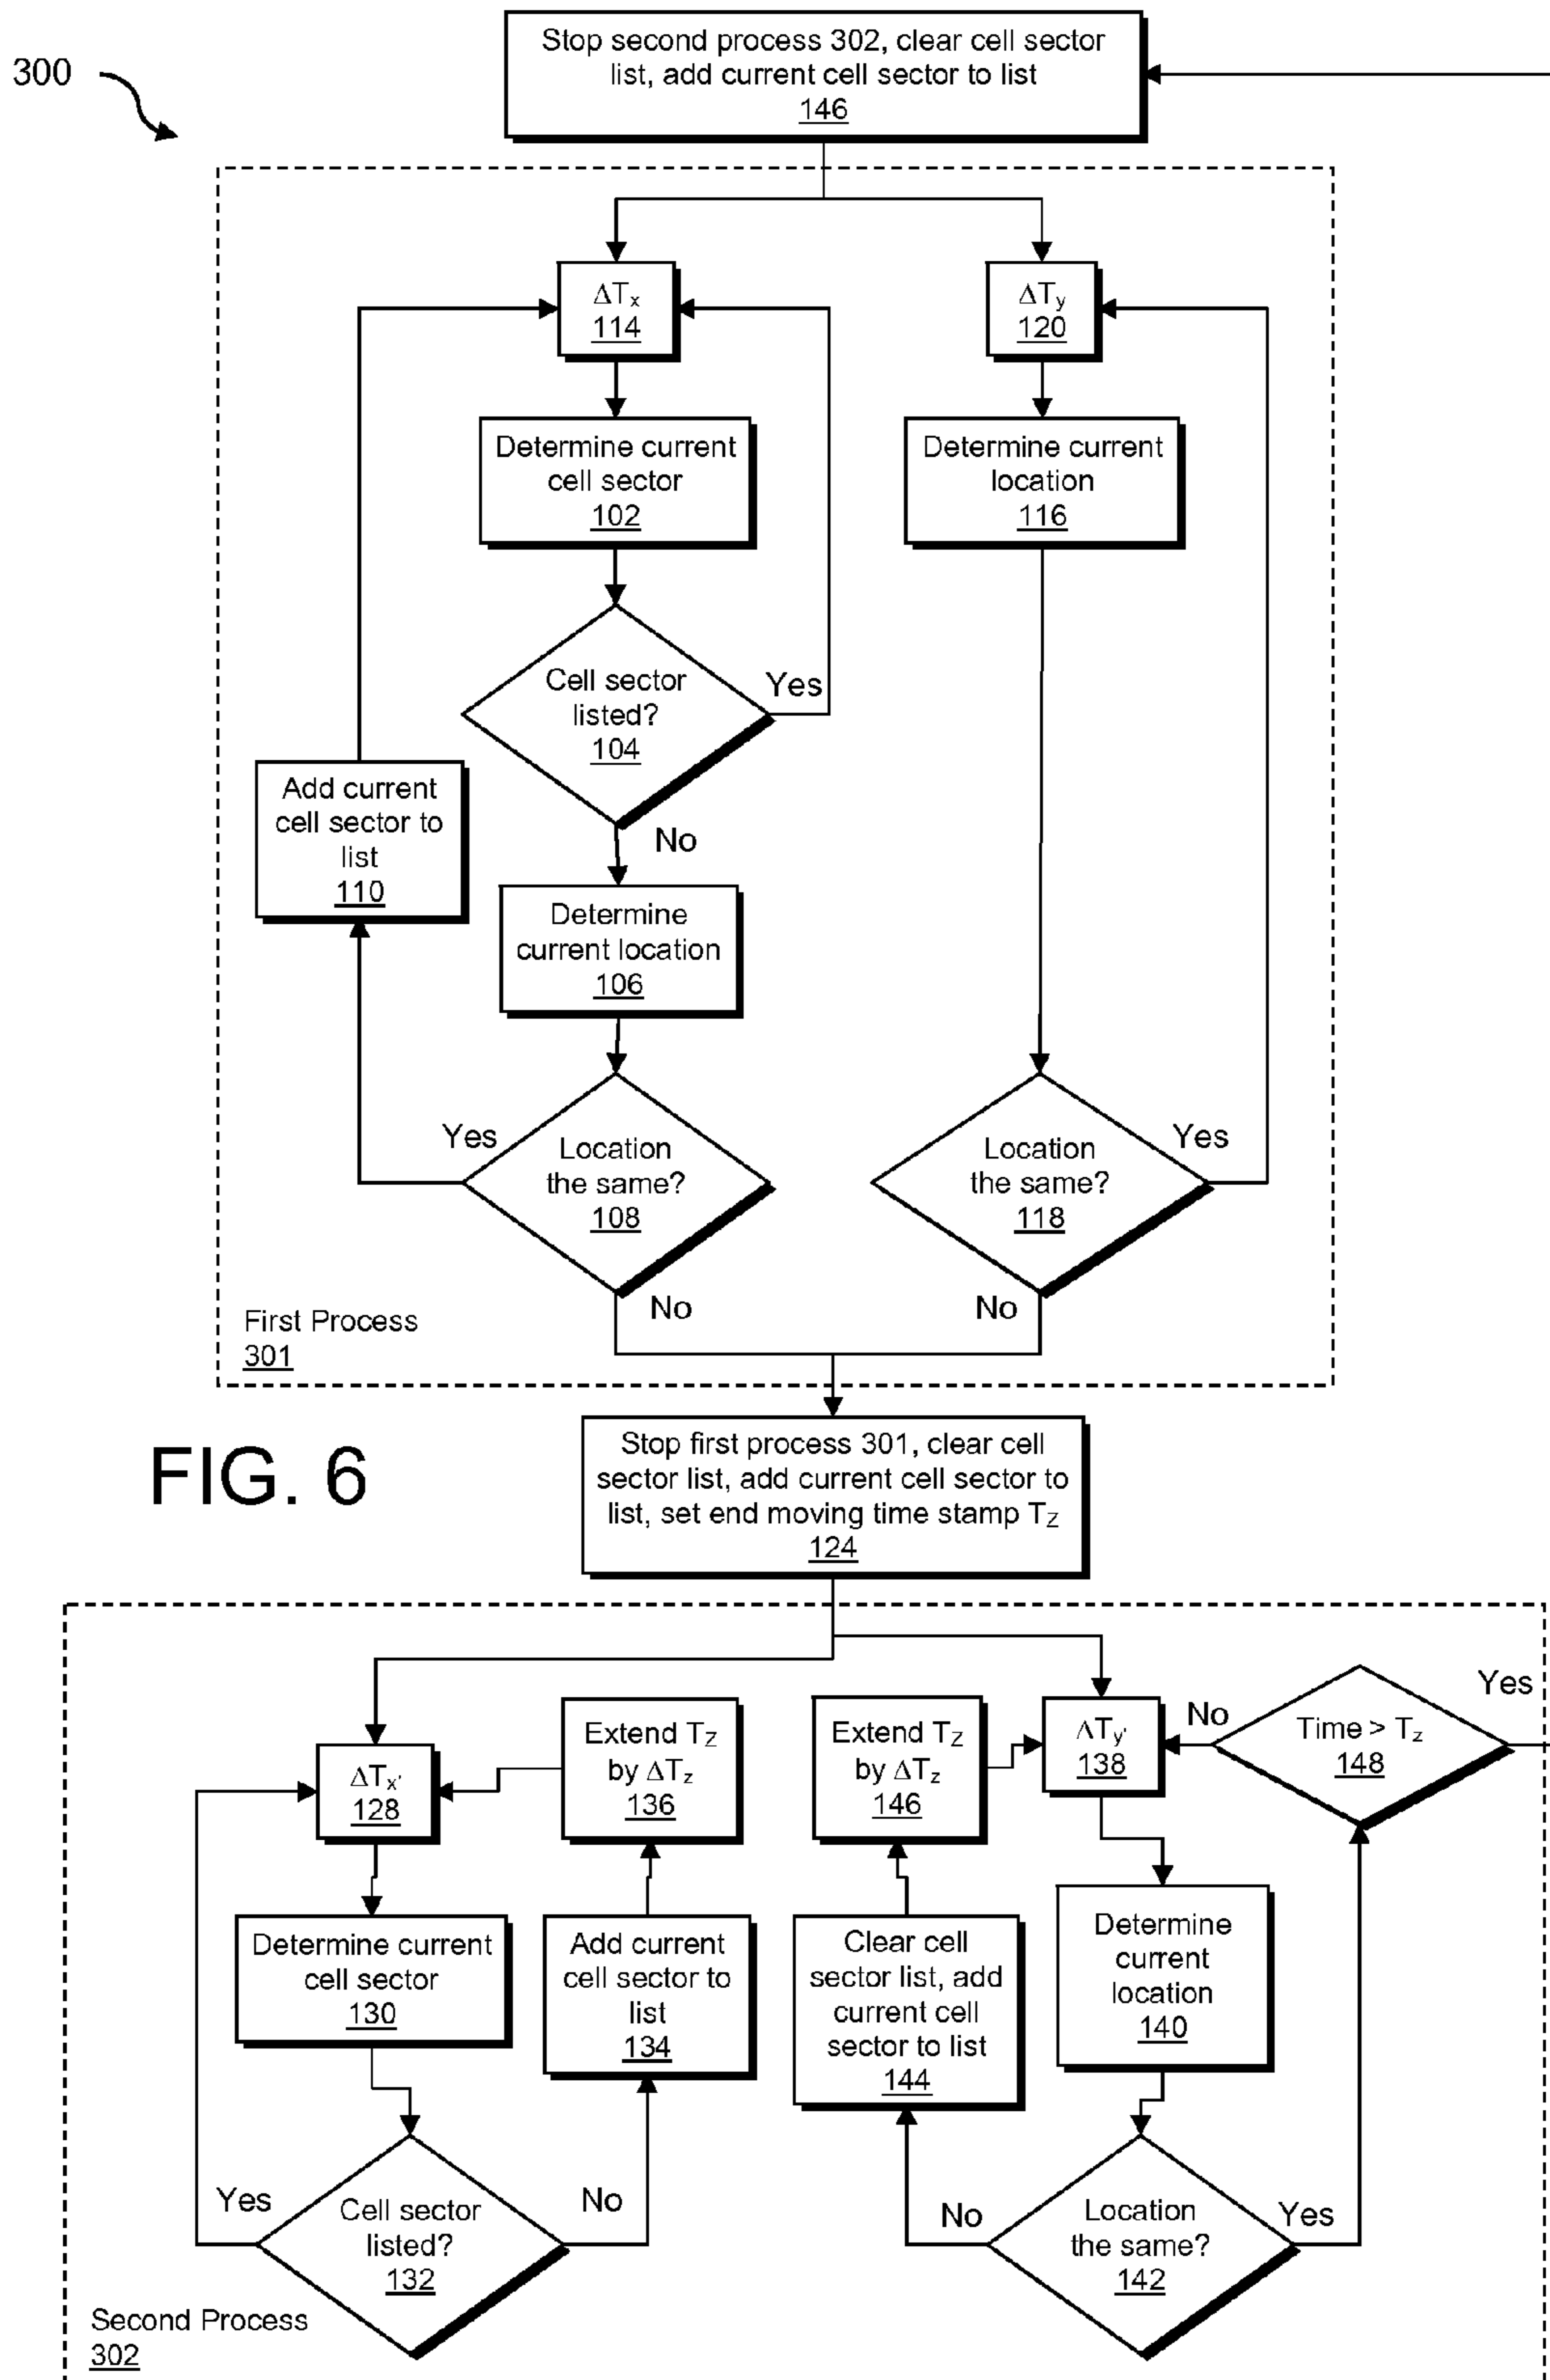 300
Stop second process 302, clear cell sector
list, add current cell sector to list
146
ΔTx
114
ΔTy
120
Determine current
cell sector
102
Determine current
location
116
Cell sector
listed?
104
Yes
No
Add current
cell sector to
list
110
Determine
current location
106
Yes
Location
the same?
108
No
Location
the same?
118
Yes
No
First Process
301
FIG. 6
Stop first process 301, clear cell
sector list, add current cell sector to
list, set end moving time stamp TZ
124
ΔTx'
128
Extend TZ
by ΔTz
136
Extend TZ
by ΔTz
146
ΔTy'
138
No
Time > Tz
148
Yes
Determine current
cell sector
130
Add current
cell sector to
list
134
Clear cell
sector list, add
current cell
sector to list
144
Determine
current
location
140
Yes
Cell sector
listed?
132
No
No
Location
the same?
142
Yes
Second Process
302